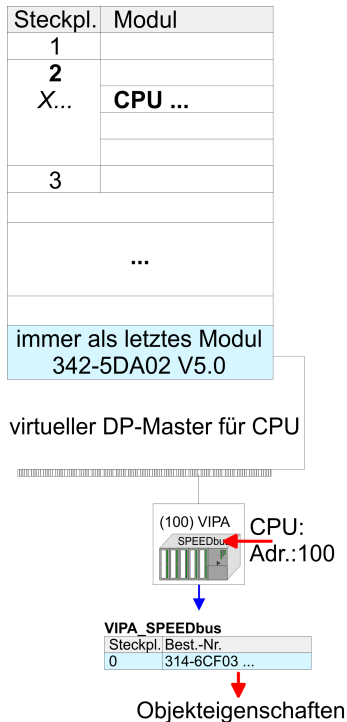 Steckpl. Modul
1
2
X... CPU ...
3
...
immer als letztes Modul
342-5DA02 V5.0
virtueller DP-Master für CPU
(100) VIPA
SPEEDbus
CPU:
Adr.:100
VIPA_SPEEDbus
Steckpl. Best.-Nr.
0 314-6CF03 ...
Objekteigenschaften